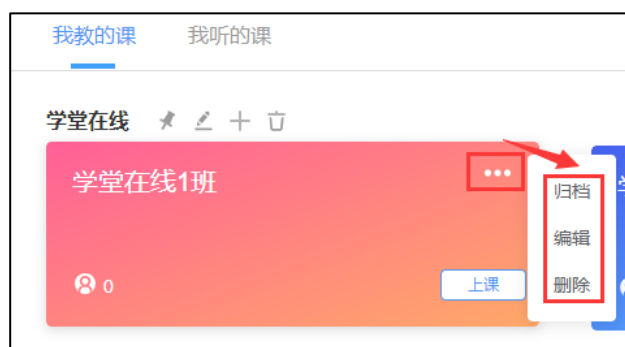 我教的课 我听的课
学堂在线
学堂在线1班
归档
编辑
0 上课 删除